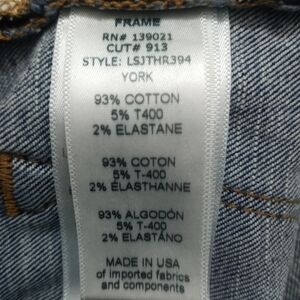 FRAME
RN# 139021
CUT# 913
STYLE: LSJTHR394
YORK
93% COTTON
5% T400
2% ELASTANE
93% COTON
5% T-400
2% ELASTHANNE
93% ALGODÓN
5% T-400
2% ELASTANO
MADE IN USA
of imported fabrics
and components